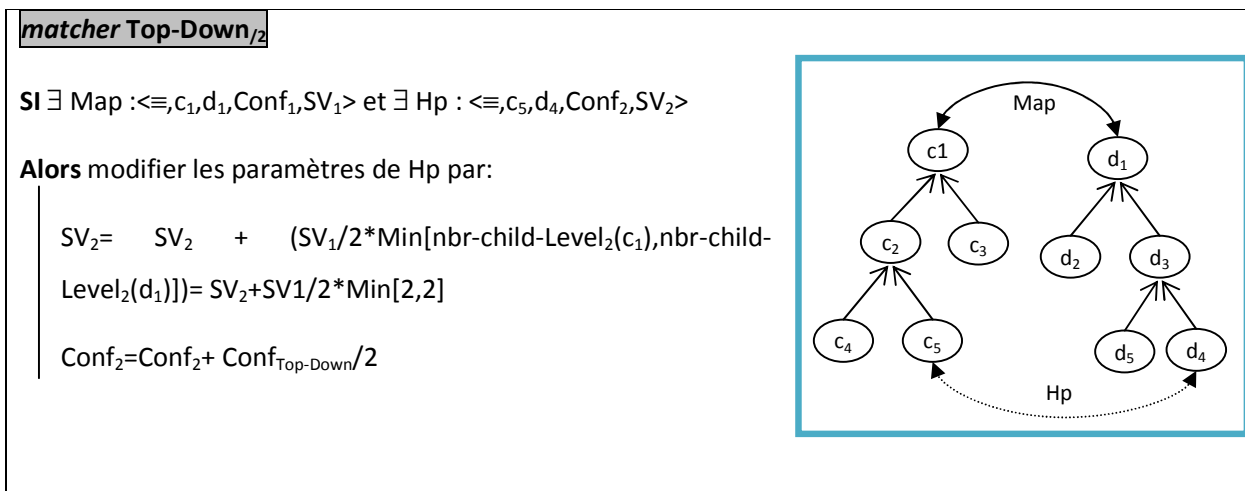 matcher Top-Down/2
SI ∃ Map :<≡,c1,d1,Conf1,SV1> et ∃ Hp : <≡,c5,d4,Conf2,SV2>
Alors modifier les paramètres de Hp par:
SV2= SV2 + (SV1/2*Min[nbr-child-Level2(c1),nbr-child-
Level2(d1)])= SV2+SV1/2*Min[2,2]
Conf2=Conf2+ ConfTop-Down/2
Map
c1
d1
c2
c3
d2
d3
c4
c5
d5
d4
Hp